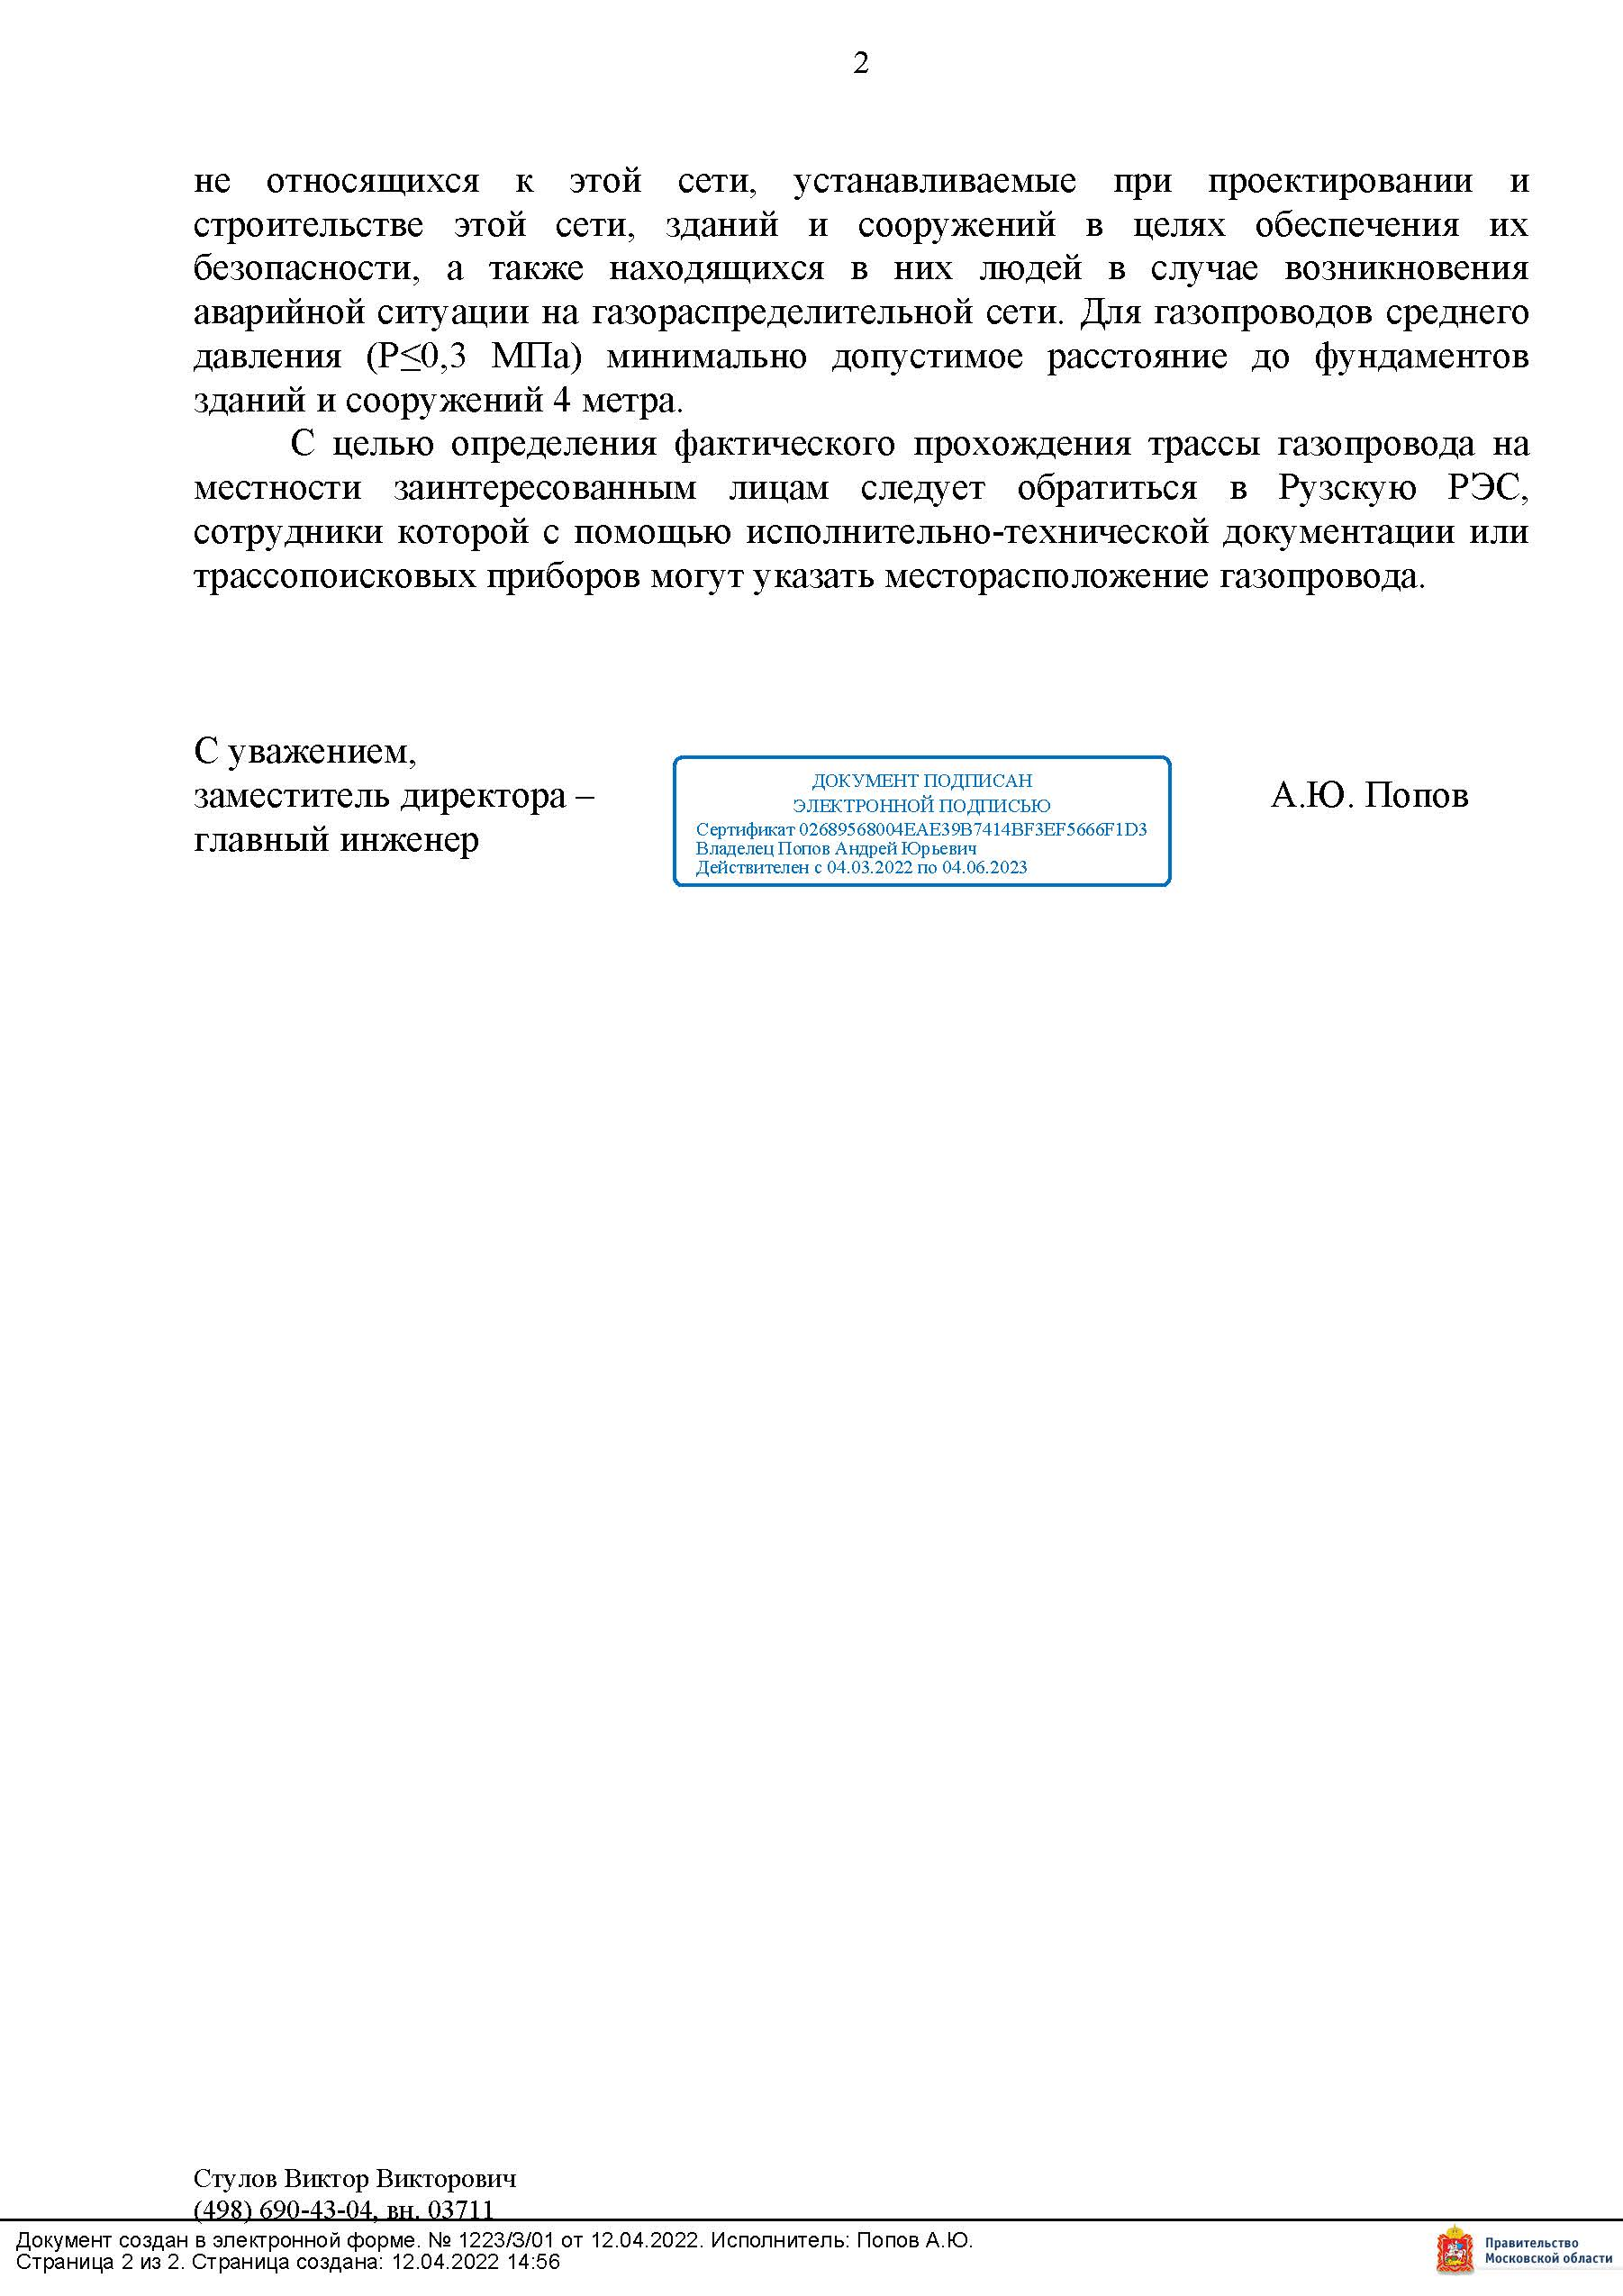 2
не относящихся к этой сети, устанавливаемые при проектировании и
строительстве этой сети, зданий и сооружений в целях обеспечения их
безопасности, а также находящихся в них людей в случае возникновения
аварийной ситуации на газораспределительной сети. Для газопроводов среднего
давления (Р≤0,3 МПа) минимально допустимое расстояние до фундаментов
зданий и сооружений 4 метра.
С целью определения фактического прохождения трассы газопровода на
местности заинтересованным лицам следует обратиться в Рузскую РЭС,
сотрудники которой с помощью исполнительно-технической документации или
трассопоисковых приборов могут указать месторасположение газопровода.
С уважением,
заместитель директора –
главный инженер
ДОКУМЕНТ ПОДПИСАН
ЭЛЕКТРОННОЙ ПОДПИСЬЮ
Сертификат 02689568004EAE39B7414BF3EF5666F1D3
Владелец Попов Андрей Юрьевич
Действителен с 04.03.2022 по 04.06.2023
А.Ю. Попов
Стулов Виктор Викторович
(498) 690-43-04, вн. 03711
Документ создан в электронной форме. № 1223/3/01 от 12.04.2022. Исполнитель: Попов А.Ю.
Страница 2 из 2. Страница создана: 12.04.2022 14:56
Правительство
Московской области